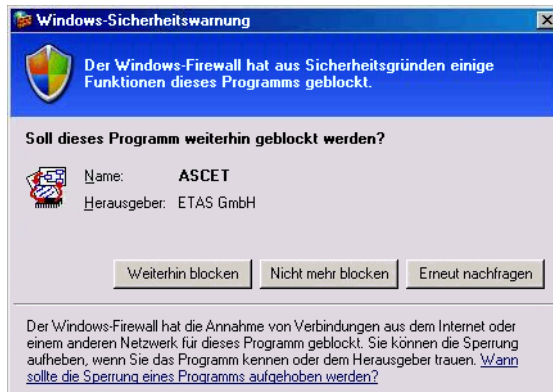 Windows-Sicherheitswarnung
Der Windows-Firewall hat aus Sicherheitsgründen einige
Funktionen dieses Programms geblockt.
Soll dieses Programm weiterhin geblockt werden?
Name: ASCET
Herausgeber: ETAS GmbH
Weiterhin blocken Nicht mehr blocken Erneut nachfragen
Der Windows-Firewall hat die Annahme von Verbindungen aus dem Internet oder
einem anderen Netzwerk für dieses Programm geblockt. Sie können die Sperrung
aufheben, wenn Sie das Programm kennen oder dem Herausgeber trauen. Wann
sollte die Sperrung eines Programms aufgehoben werden?